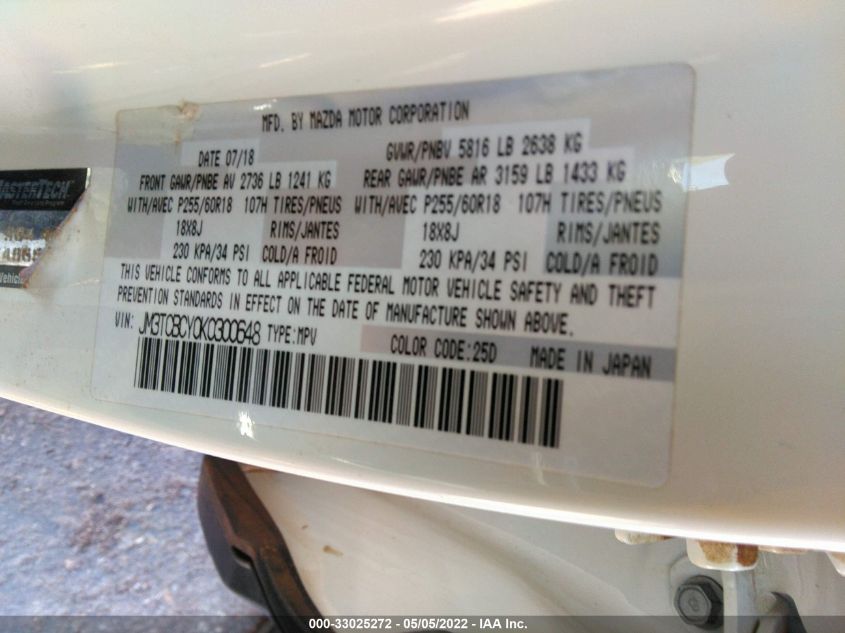 MFD. BY MAZDA MOTOR CORPORATION
DATE 07/18 GVWR/PNBV 5816 LB 2638 KG
FRONT GAWR/PNBE AV 2736 LB 1241 KG REAR GAWR/PNBE AR 3159 LB 1433 KG
WITH/AVEC P255/60R18 107H TIRES/PNEUS WITH/AVEC P255/60R18 107H TIRES/PNEUS
18X8J RIMS/JANTES 18X8J RIMS/JANTES
230 KPA/34 PSI COLD/A FROID 230 KPA/34 PSI COLD/A FROID
THIS VEHICLE CONFORMS TO ALL APPLICABLE FEDERAL MOTOR VEHICLE SAFETY AND THEFT
PREVENTION STANDARDS IN EFFECT ON THE DATE OF MANUFACTURE SHOWN ABOVE.
VIN: JM3TCBCY0K0300648 TYPE:MPV COLOR CODE:25D MADE IN JAPAN
MASTERTECH
Vehicle
8
000-33025272 - 05/05/2022 - IAA Inc.